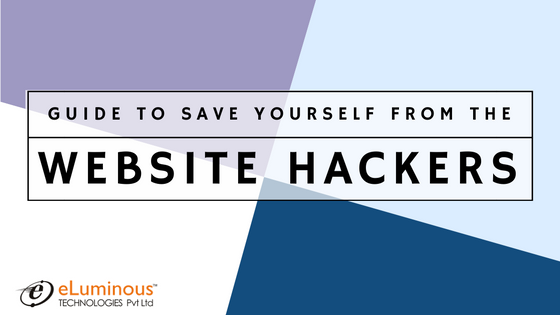 GUIDE TO SAVE YOURSELF FROM THE
WEBSITE HACKERS
e eLuminous™
TECHNOLOGIES Pvt Ltd